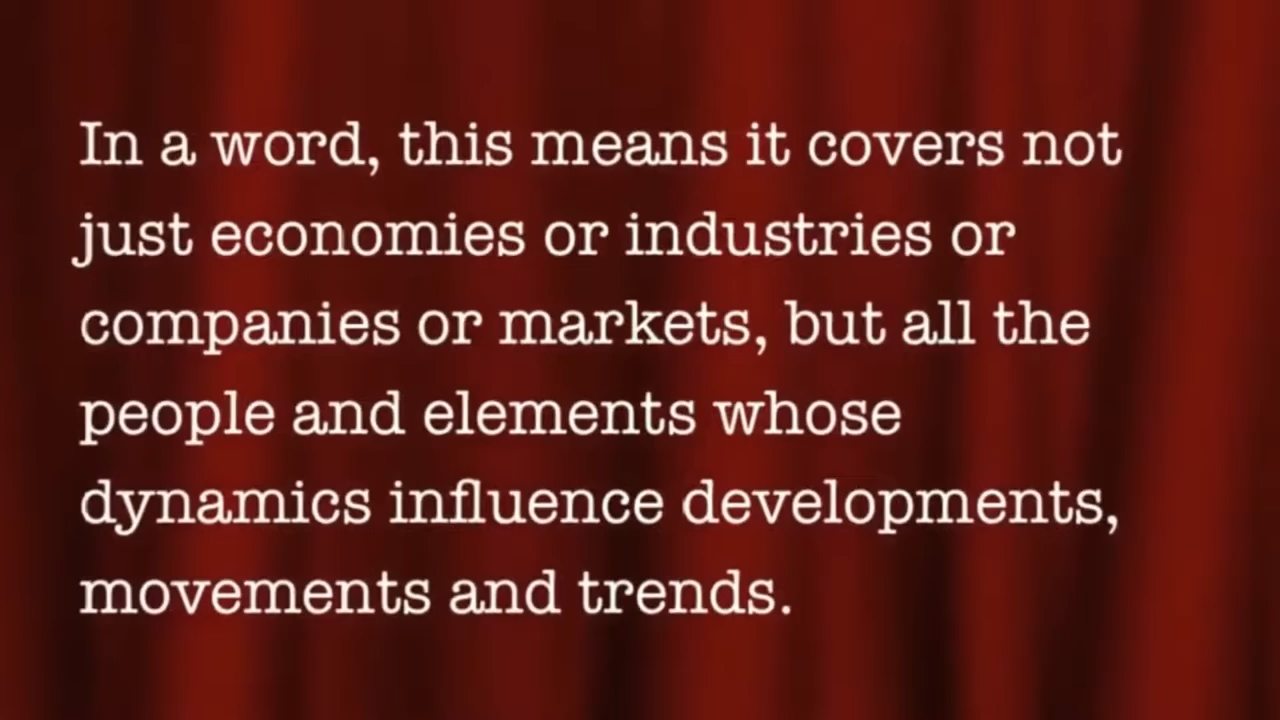 In a word, this means it covers not
just economies or industries or
companies or markets, but all the
people and elements whose
dynamics influence developments,
movements and trends.